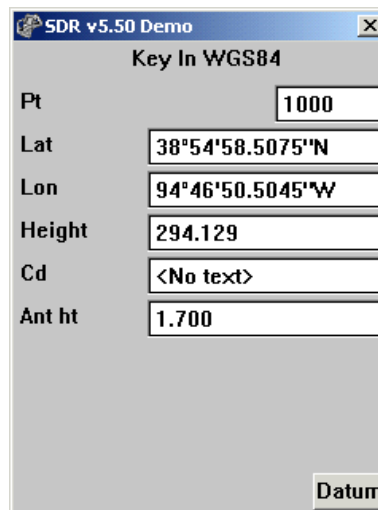 SDR v5.50 Demo
Key In WGS84
Pt 1000
Lat 38°54'58.5075"N
Lon 94°46'50.5045"W
Height 294.129
Cd <No text>
Ant ht 1.700
Datum